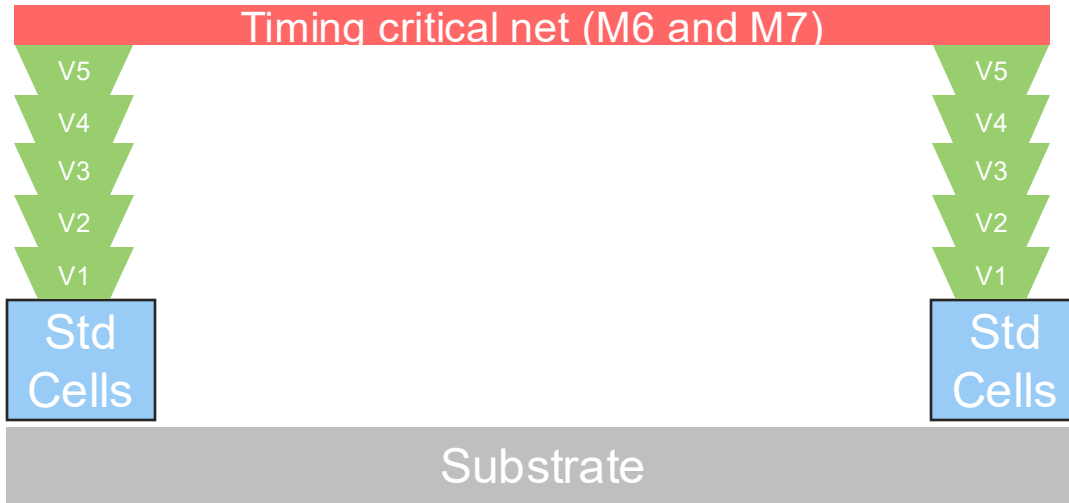 Timing critical net (M6 and M7)
V5
V5
V4
V4
V3
V3
V2
V2
V1
V1
Std
Cells
Std
Cells
Substrate